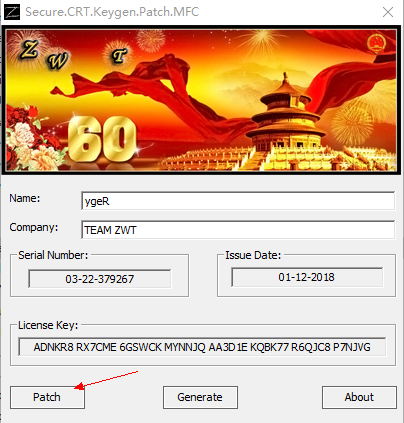 Secure.CRT.Keygen.Patch.MFC
Z W T
60
Name:
ygeR
Company:
TEAM ZWT
Serial Number:
03-22-379267
Issue Date:
01-12-2018
License Key:
ADNKR8 RX7CME 6GSWCK MYNNJQ AA3D1E KQBK77 R6QJC8 P7NJVG
Patch
Generate
About